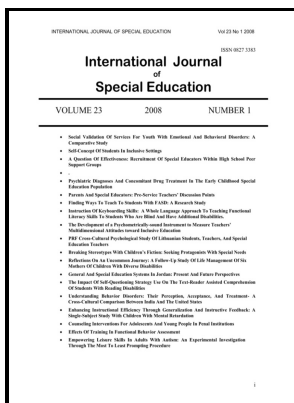 INTERNATIONAL JOURNAL OF SPECIAL EDUCATION Vol 23 No 1 2008
ISSN 0827 3383
International Journal
of
Special Education
VOLUME 23 2008 NUMBER 1
• Social Validation Of Services For Youth With Emotional And Behavioral Disorders: A
Comparative Study
• Self-Concept Of Students In Inclusive Settings
• A Question Of Effectiveness: Recruitment Of Special Educators Within High School Peer
Support Groups
• .
• Psychiatric Diagnoses And Concomitant Drug Treatment In The Early Childhood Special
Education Population
• Parents And Special Educators: Pre-Service Teachers' Discussion Points
• Finding Ways To Teach To Students With FASD: A Research Study
• Instruction Of Keyboarding Skills: A Whole Language Approach To Teaching Functional
Literacy Skills To Students Who Are Blind And Have Additional Disabilities.
• The Development of a Psychometrically-sound Instrument to Measure Teachers'
Multidimensional Attitudes toward Inclusive Education
• PRF Cross-Cultural Psychological Study Of Lithuanian Students, Teachers, And Special
Education Teachers
• Breaking Stereotypes With Children's Fiction: Seeking Protagonists With Special Needs
• Reflections On An Uncommon Journey: A Follow-Up Study Of Life Management Of Six
Mothers Of Children With Diverse Disabilities
• General And Special Education Systems In Jordan: Present And Future Perspectives
• The Impact Of Self-Questioning Strategy Use On The Text-Reader Assisted Comprehension
Of Students With Reading Disabilities
• Understanding Behavior Disorders: Their Perception, Acceptance, And Treatment- A
Cross-Cultural Comparison Between India And The United States
• Enhancing Instructional Efficiency Through Generalization And Instructive Feedback: A
Single-Subject Study With Children With Mental Retardation
• Counseling Interventions For Adolescents And Young People In Penal Institutions
• Effects Of Training In Functional Behavior Assessment
• Empowering Leisure Skills In Adults With Autism: An Experimental Investigation
Through The Most To Least Prompting Procedure
i